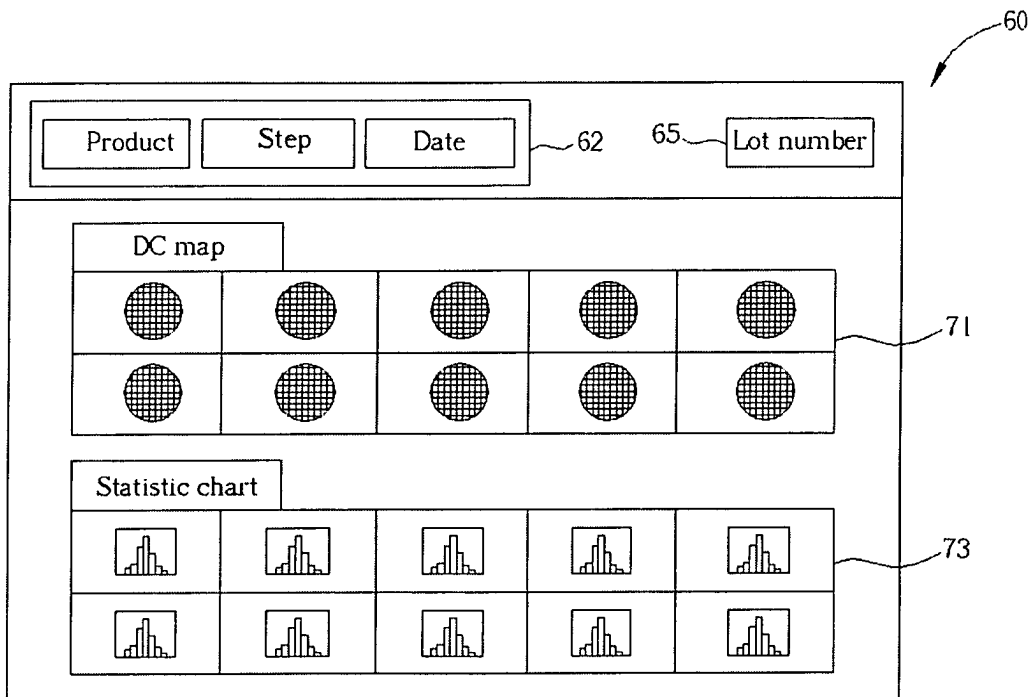 60
Product Step Date 62 65 Lot number
DC map
71
Statistic chart
73